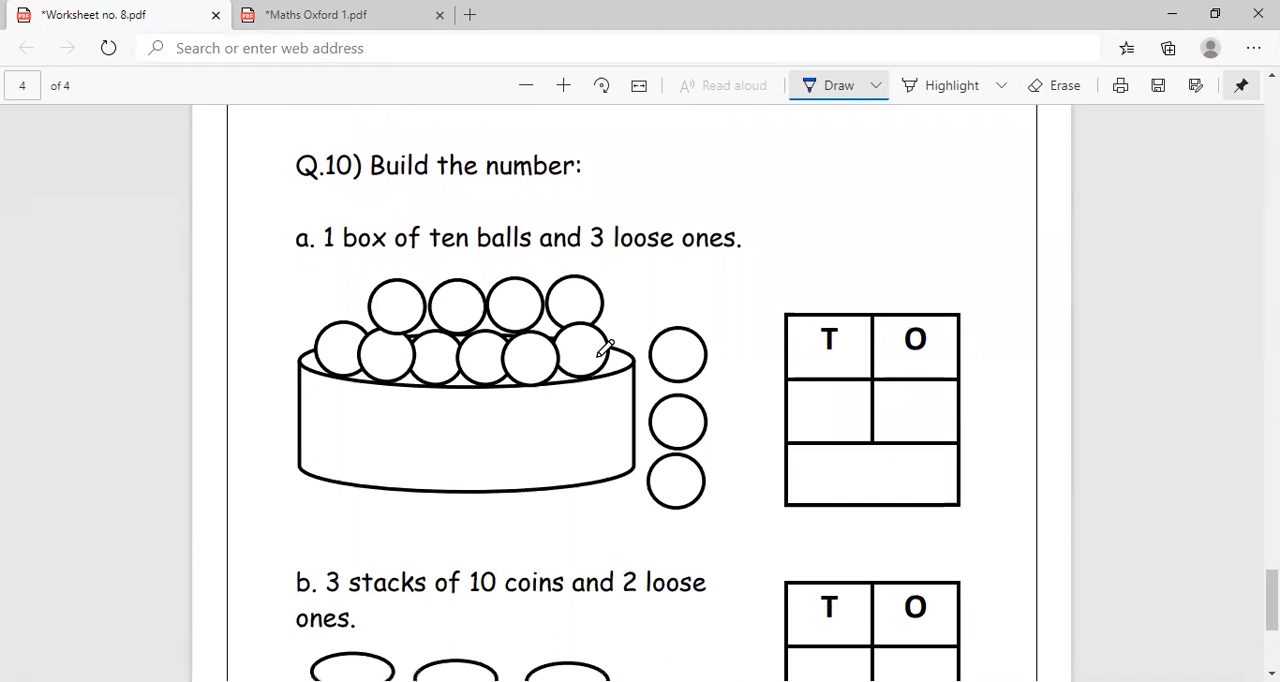 *Worksheet no. 8.pdf
*Maths Oxford 1.pdf
Search or enter web address
4 of 4
Read aloud
Draw
Highlight
Erase
Q.10) Build the number:
a. 1 box of ten balls and 3 loose ones.
T O
b. 3 stacks of 10 coins and 2 loose
ones.
T O